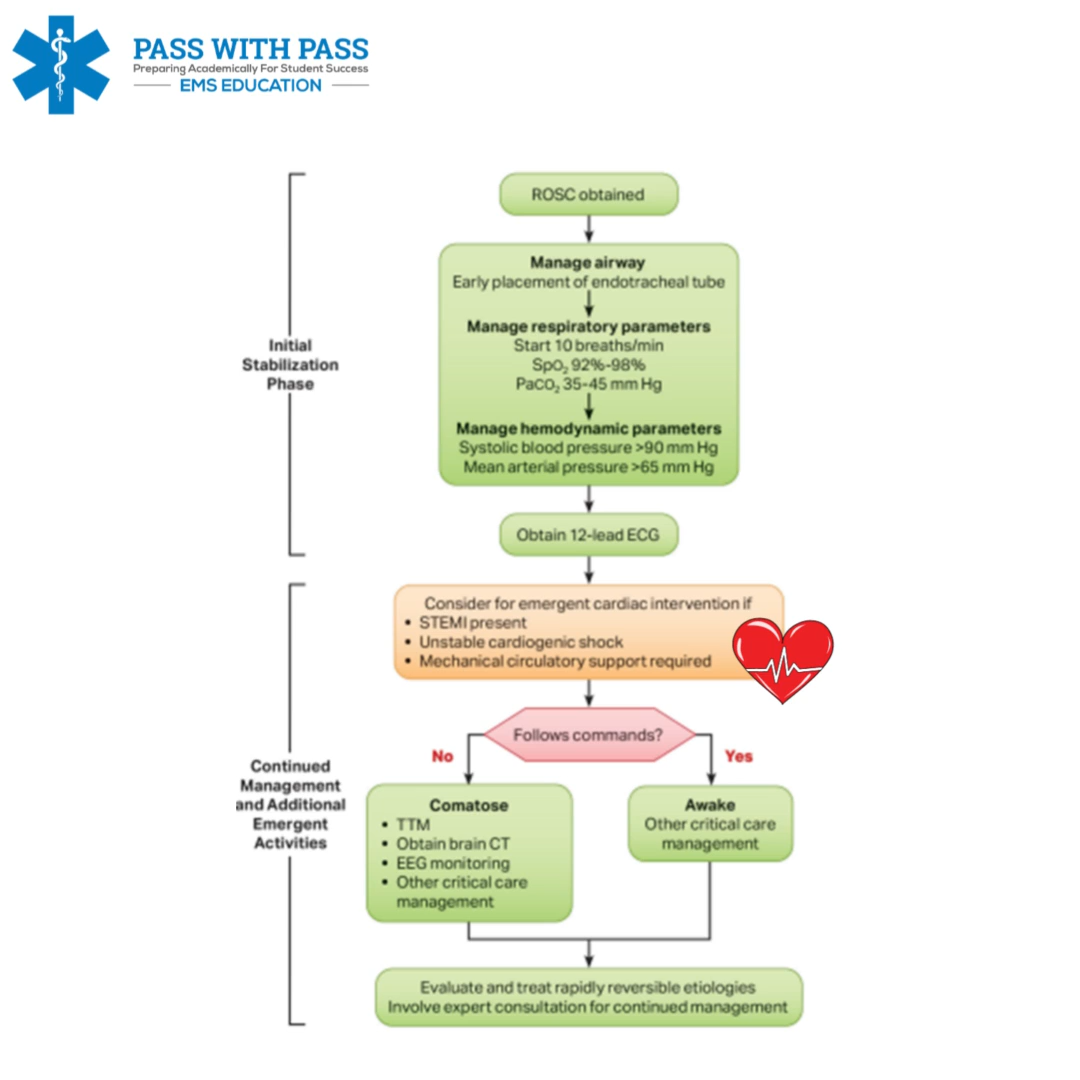 PASS WITH PASS
Preparing Academically For Student Success
EMS EDUCATION
ROSC obtained
Manage airway
Early placement of endotracheal tube
Manage respiratory parameters
Start 10 breaths/min
SpO₂ 92%-98%
PaCO₂ 35-45 mm Hg
Manage hemodynamic parameters
Systolic blood pressure >90 mm Hg
Mean arterial pressure >65 mm Hg
Initial
Stabilization
Phase
Obtain 12-lead ECG
Consider for emergent cardiac intervention if
• STEMI present
• Unstable cardiogenic shock
• Mechanical circulatory support required
Follows commands?
No
Yes
Continued
Management
and Additional
Emergent
Activities
Comatose
• TTM
• Obtain brain CT
• EEG monitoring
• Other critical care
management
Awake
Other critical care
management
Evaluate and treat rapidly reversible etiologies
Involve expert consultation for continued management